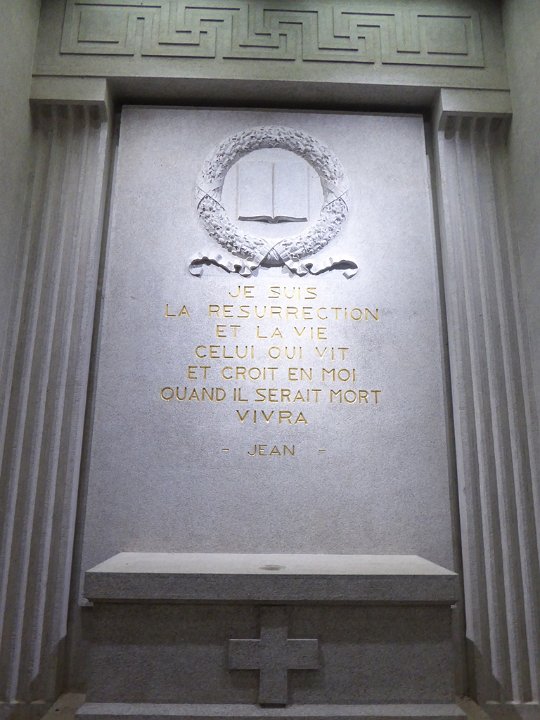 JE SUIS
LA RESURRECTION
ET LA VIE
CELUI QUI VIT
ET CROIT EN MOI
QUAND IL SERAIT MORT
VIVRA
- JEAN -